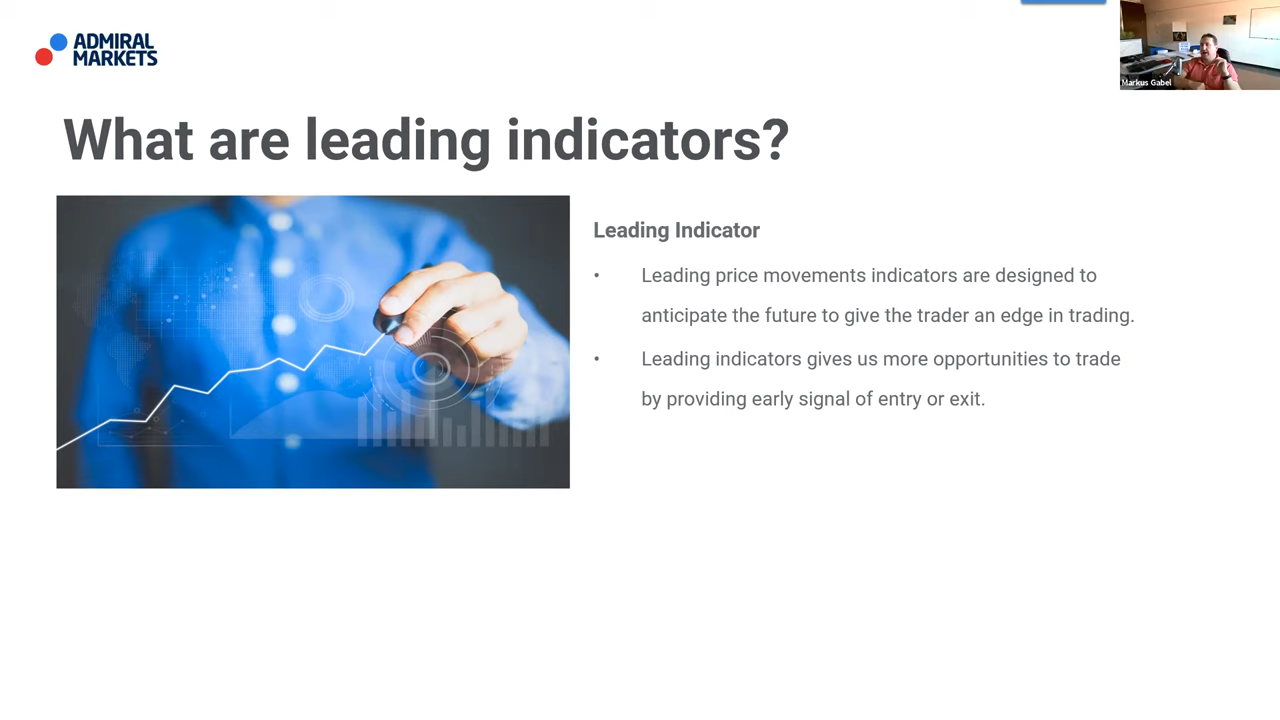 ADMIRAL
MARKETS
Markus Gabel
What are leading indicators?
Leading Indicator
• Leading price movements indicators are designed to
anticipate the future to give the trader an edge in trading.
• Leading indicators gives us more opportunities to trade
by providing early signal of entry or exit.